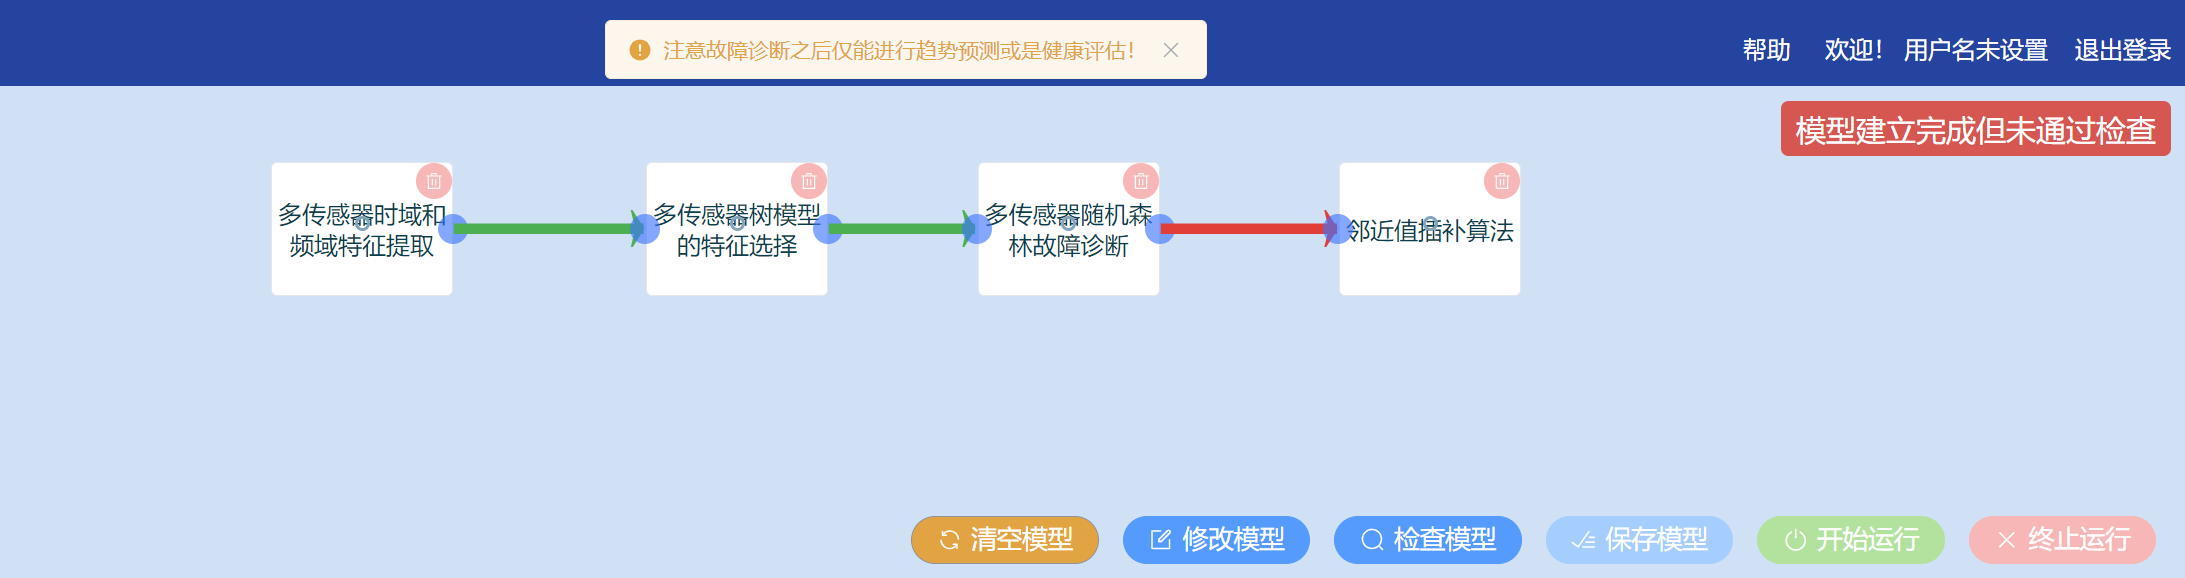 注意故障诊断之后仅能进行趋势预测或是健康评估！
帮助 欢迎！ 用户名未设置 退出登录
模型建立完成但未通过检查
多传感器时域和
频域特征提取
多传感器树模型
的特征选择
多传感器随机森
林故障诊断
邻近值插补算法
清空模型 修改模型 检查模型 保存模型 开始运行 终止运行